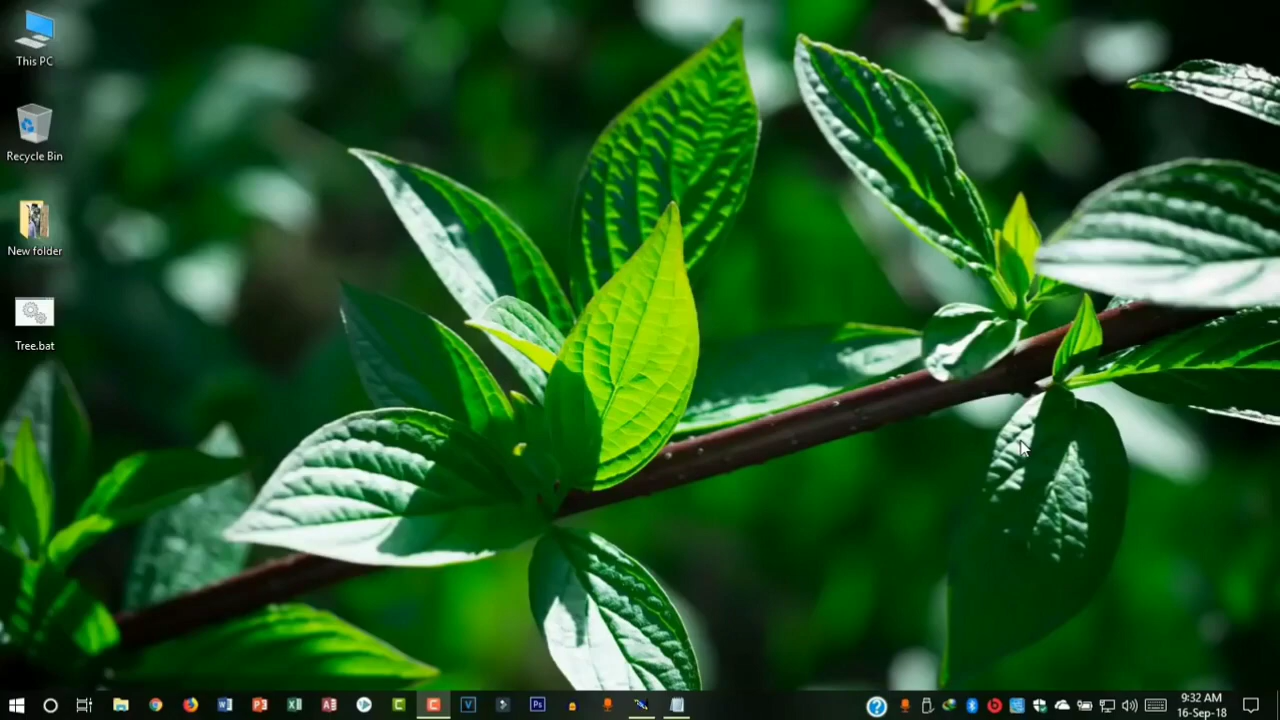 This PC
Recycle Bin
New folder
Tree.bat
9:32 AM
16-Sep-18